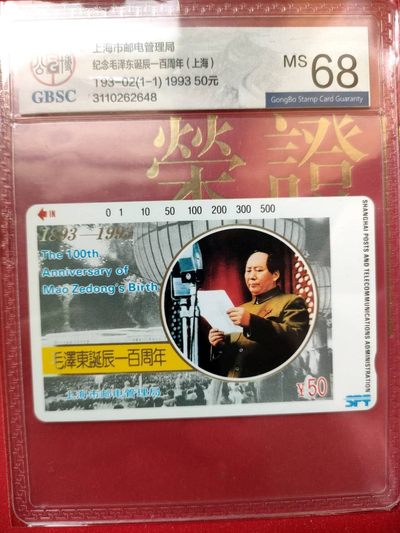 上海市邮电管理局
纪念毛泽东诞辰一百周年(上海)
T93-02(1-1) 1993 50元
3110262648
GBSC
MS 68
GongBo Stamp Card Guaranty
榮證
IN
0 1 10 50 100 200 300 500
1893-1993
The 100th
Anniversary of
Mao Zedong's Birth
毛澤東誕辰一百周年
上海市邮电管理局
¥50
SHANGHAI POSTS AND TELECOMMUNICATIONS ADMINISTRATION
SPT